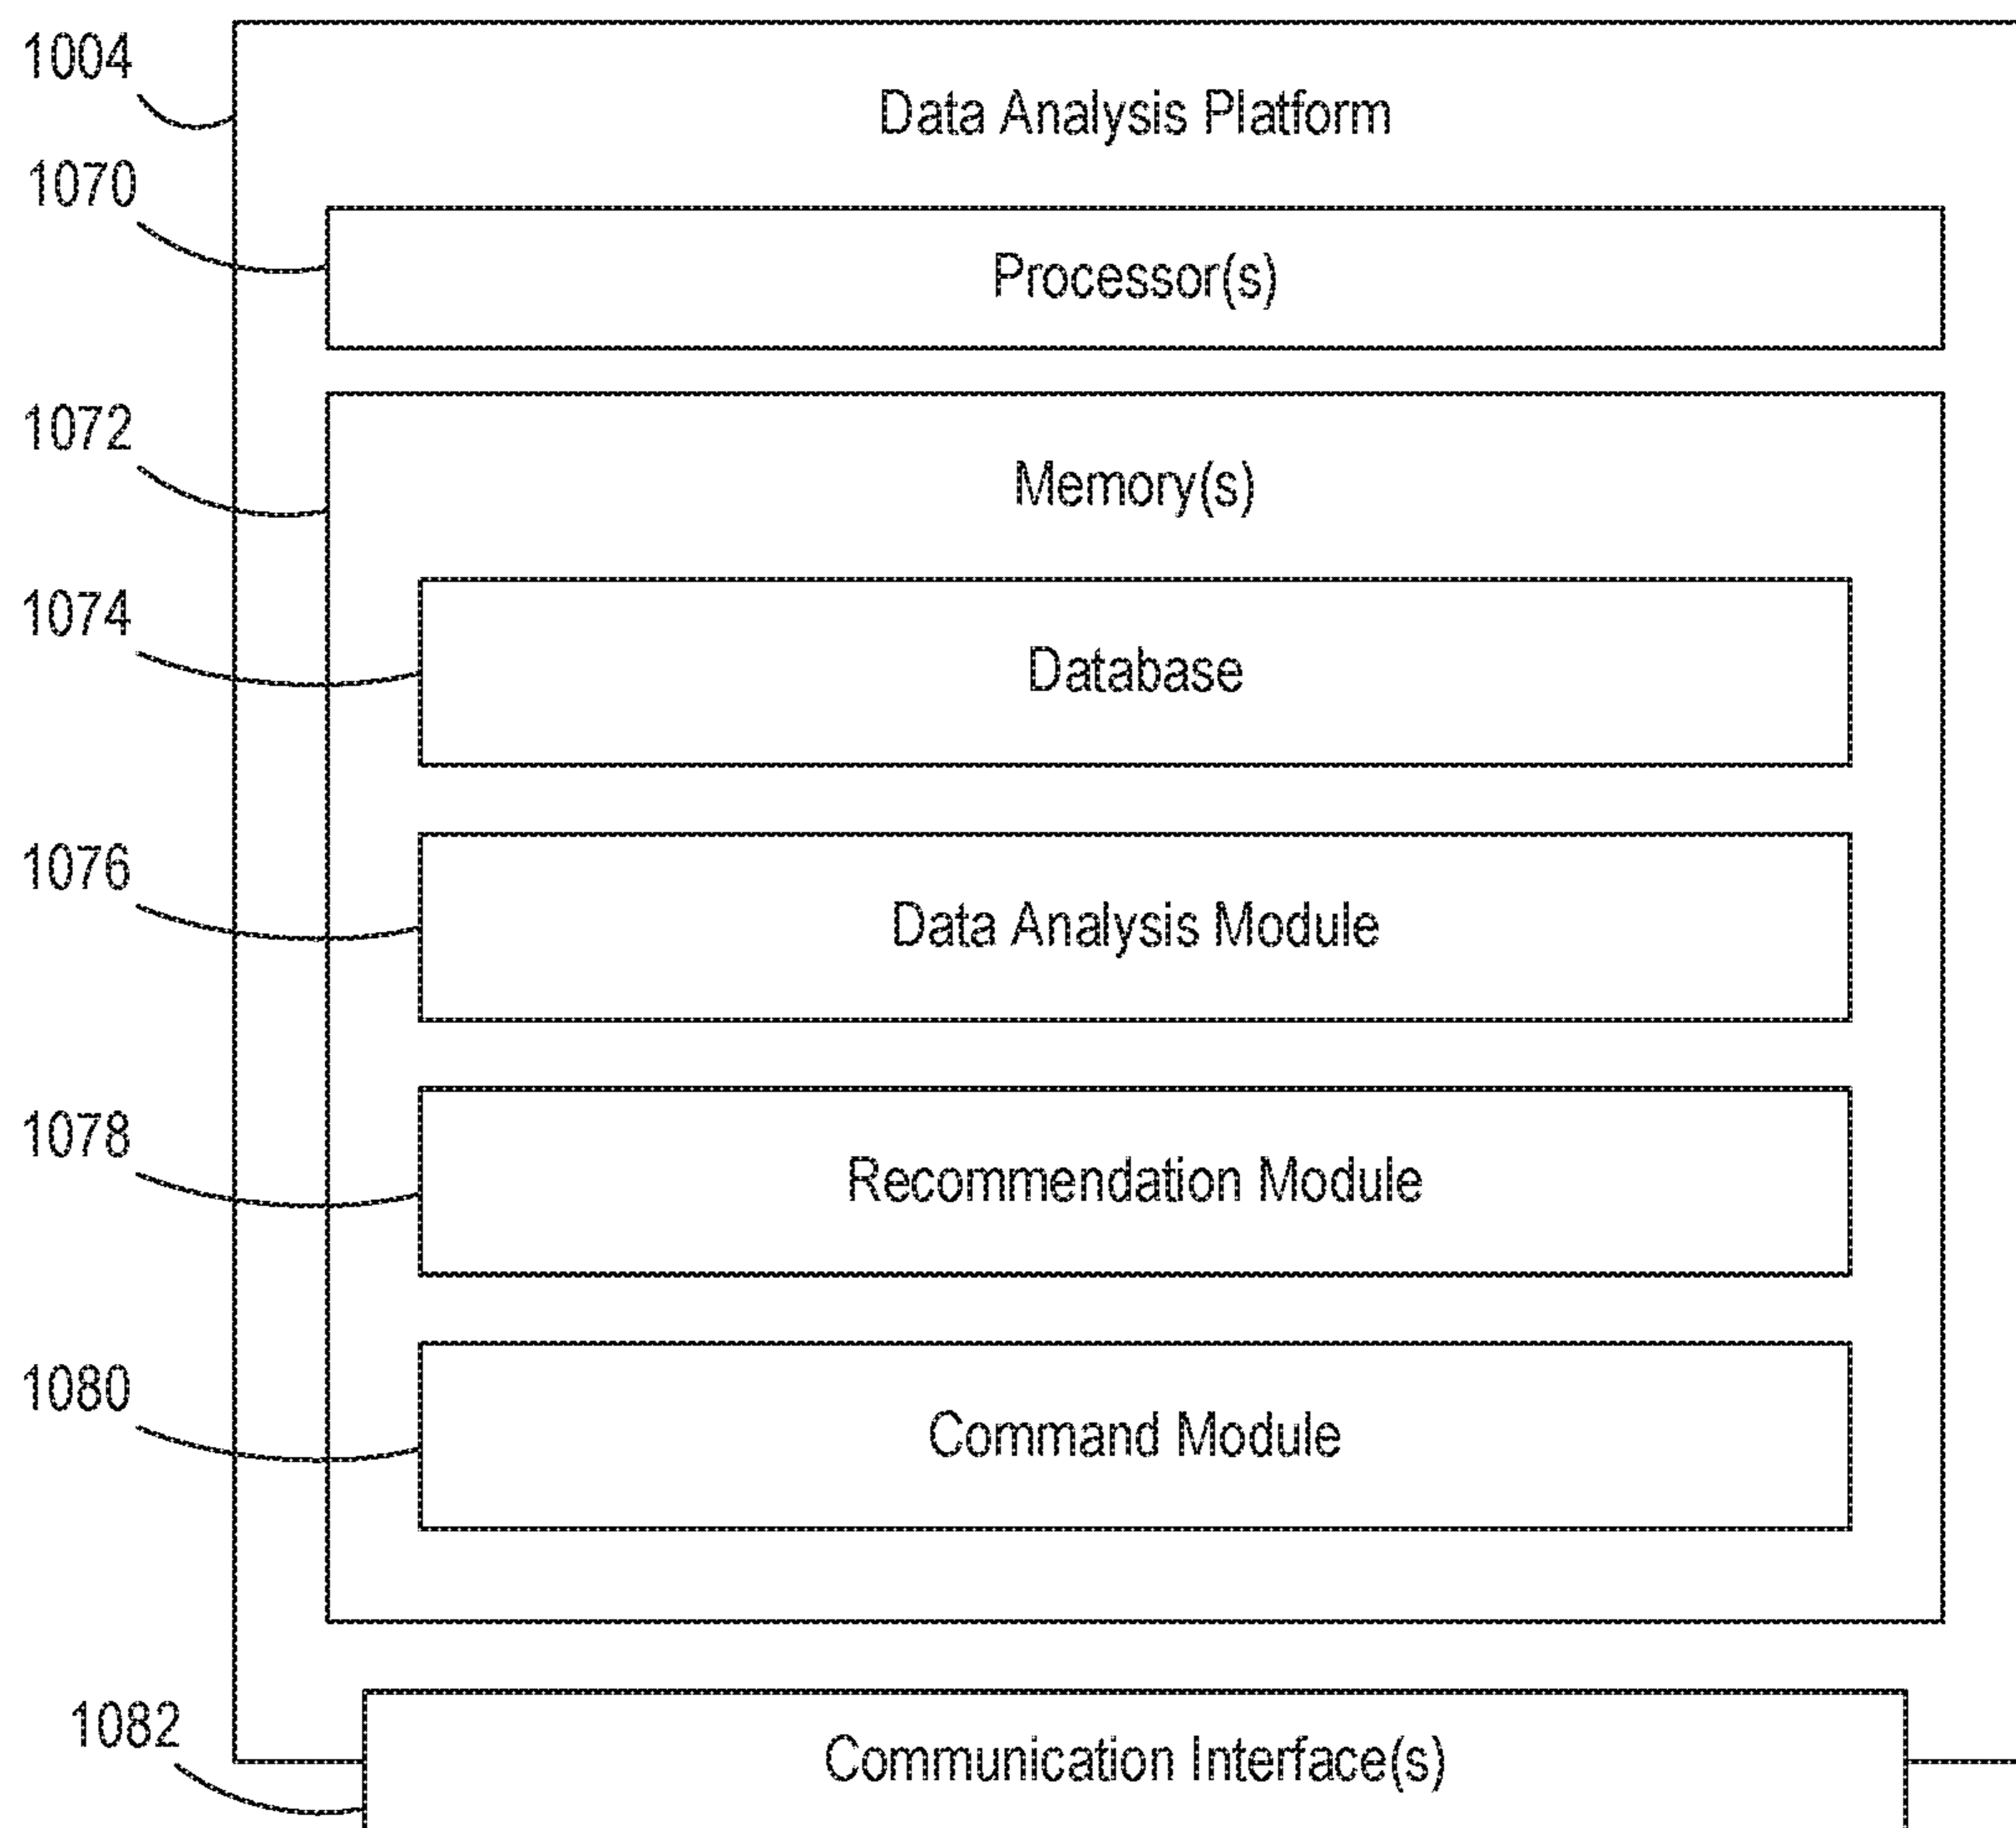 1004
Data Analysis Platform
1070
Processor(s)
1072
Memory(s)
1074
Database
1076
Data Analysis Module
1078
Recommendation Module
1080
Command Module
1082
Communication Interface(s)